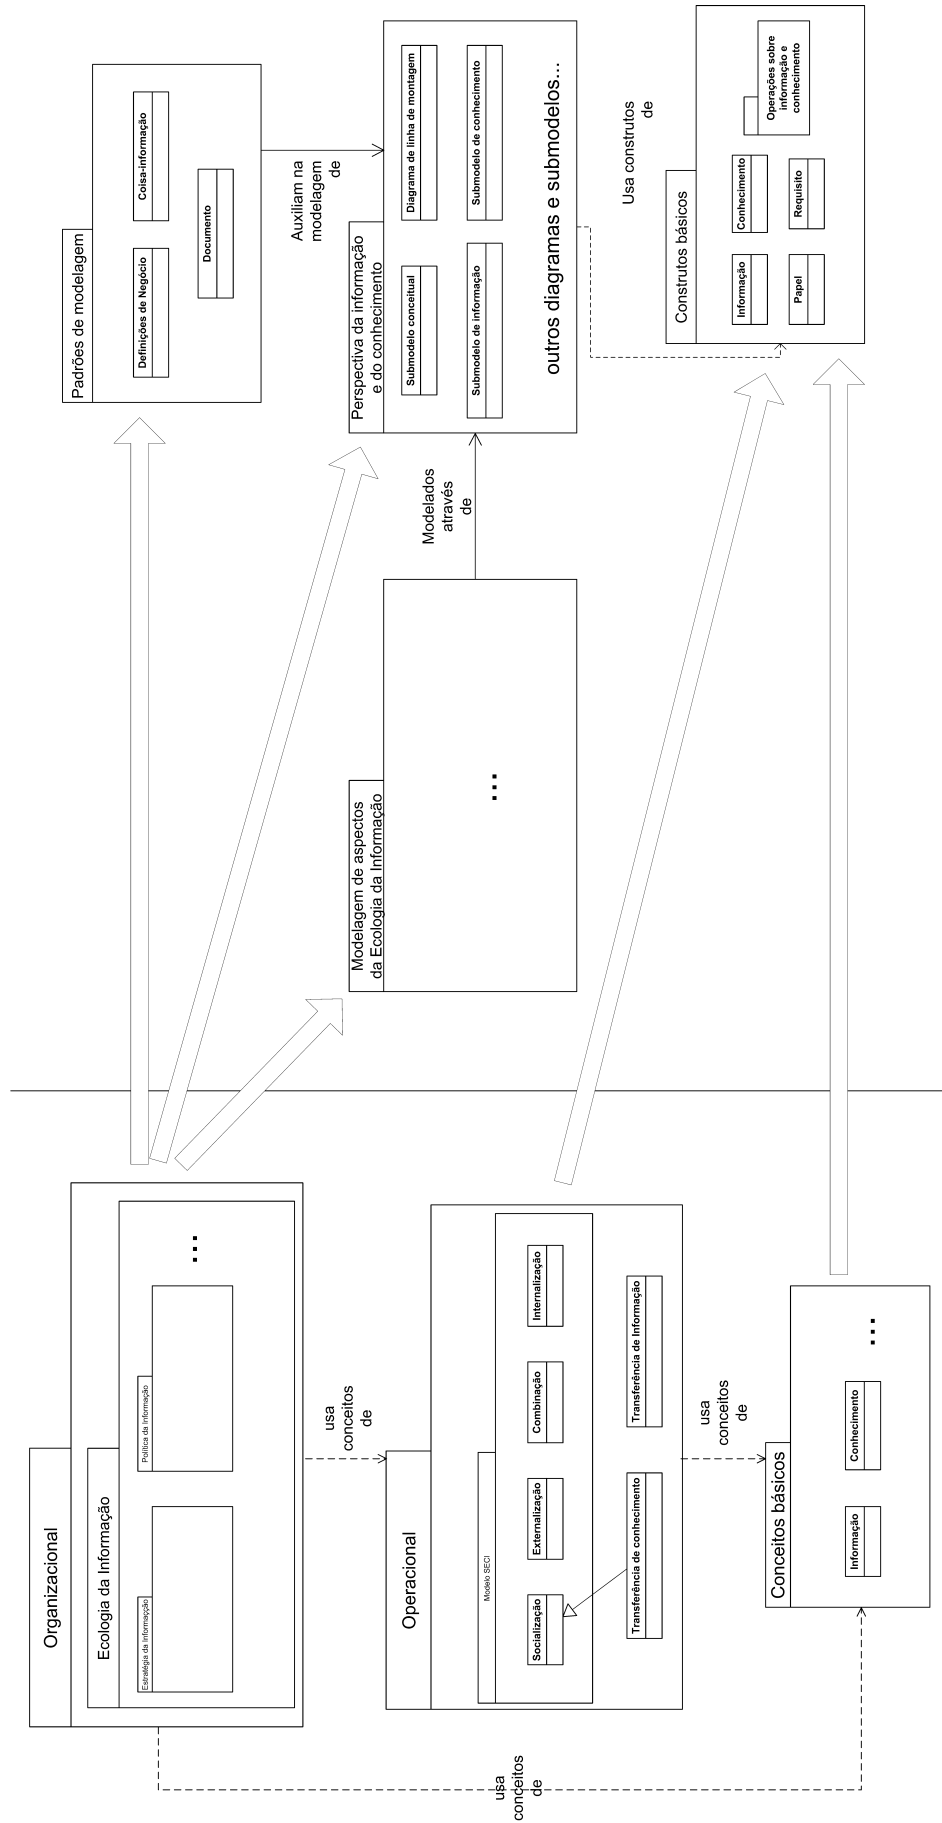 Organizacional
Ecologia da Informação
Estratégia da Informaçção
Política da Informação
...
usa
conceitos
de
usa
conceitos
de
Operacional
Modelo SECI
Socialização
Externalização
Combinação
Internalização
Transferência de conhecimento
Transferência de Informação
usa
conceitos
de
Conceitos básicos
Informação
Conhecimento
...
Padrões de modelagem
Definições de Negócio
Coisa-informação
Documento
Auxiliam na
modelagem
de
Modelagem de aspectos
da Ecologia da Informação
...
Modelados
através
de
Perspectiva da informação
e do conhecimento
Submodelo conceitual
Diagrama de linha de montagem
Submodelo de informação
Submodelo de conhecimento
outros diagramas e submodelos...
Usa construtos
de
Construtos básicos
Informação
Conhecimento
Papel
Requisito
Operações sobre
informação e
conhecimento